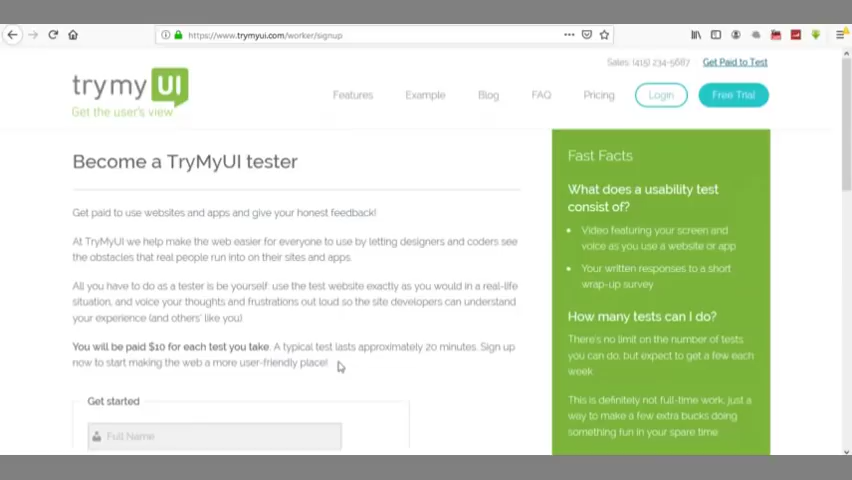 https://www.trymyui.com/worker/signup
Sales: (415) 234-5687
Get Paid to Test
trymy UI
Get the user's view
Features
Example
Blog
FAQ
Pricing
Login
Free Trial
Become a TryMyUI tester
Get paid to use websites and apps and give your honest feedback!
At TryMyUI we help make the web easier for everyone to use by letting designers and coders see
the obstacles that real people run into on their sites and apps.
All you have to do as a tester is be yourself: use the test website exactly as you would in a real-life
situation, and voice your thoughts and frustrations out loud so the site developers can understand
your experience (and others' like you)
You will be paid $10 for each test you take. A typical test lasts approximately 20 minutes. Sign up
now to start making the web a more user-friendly place!
Get started
Full Name
Fast Facts
What does a usability test
consist of?
Video featuring your screen and
voice as you use a website or app
Your written responses to a short
wrap-up survey
How many tests can I do?
There's no limit on the number of tests
you can do, but expect to get a few each
week.
This is definitely not full-time work, just a
way to make a few extra bucks doing
something fun in your spare time